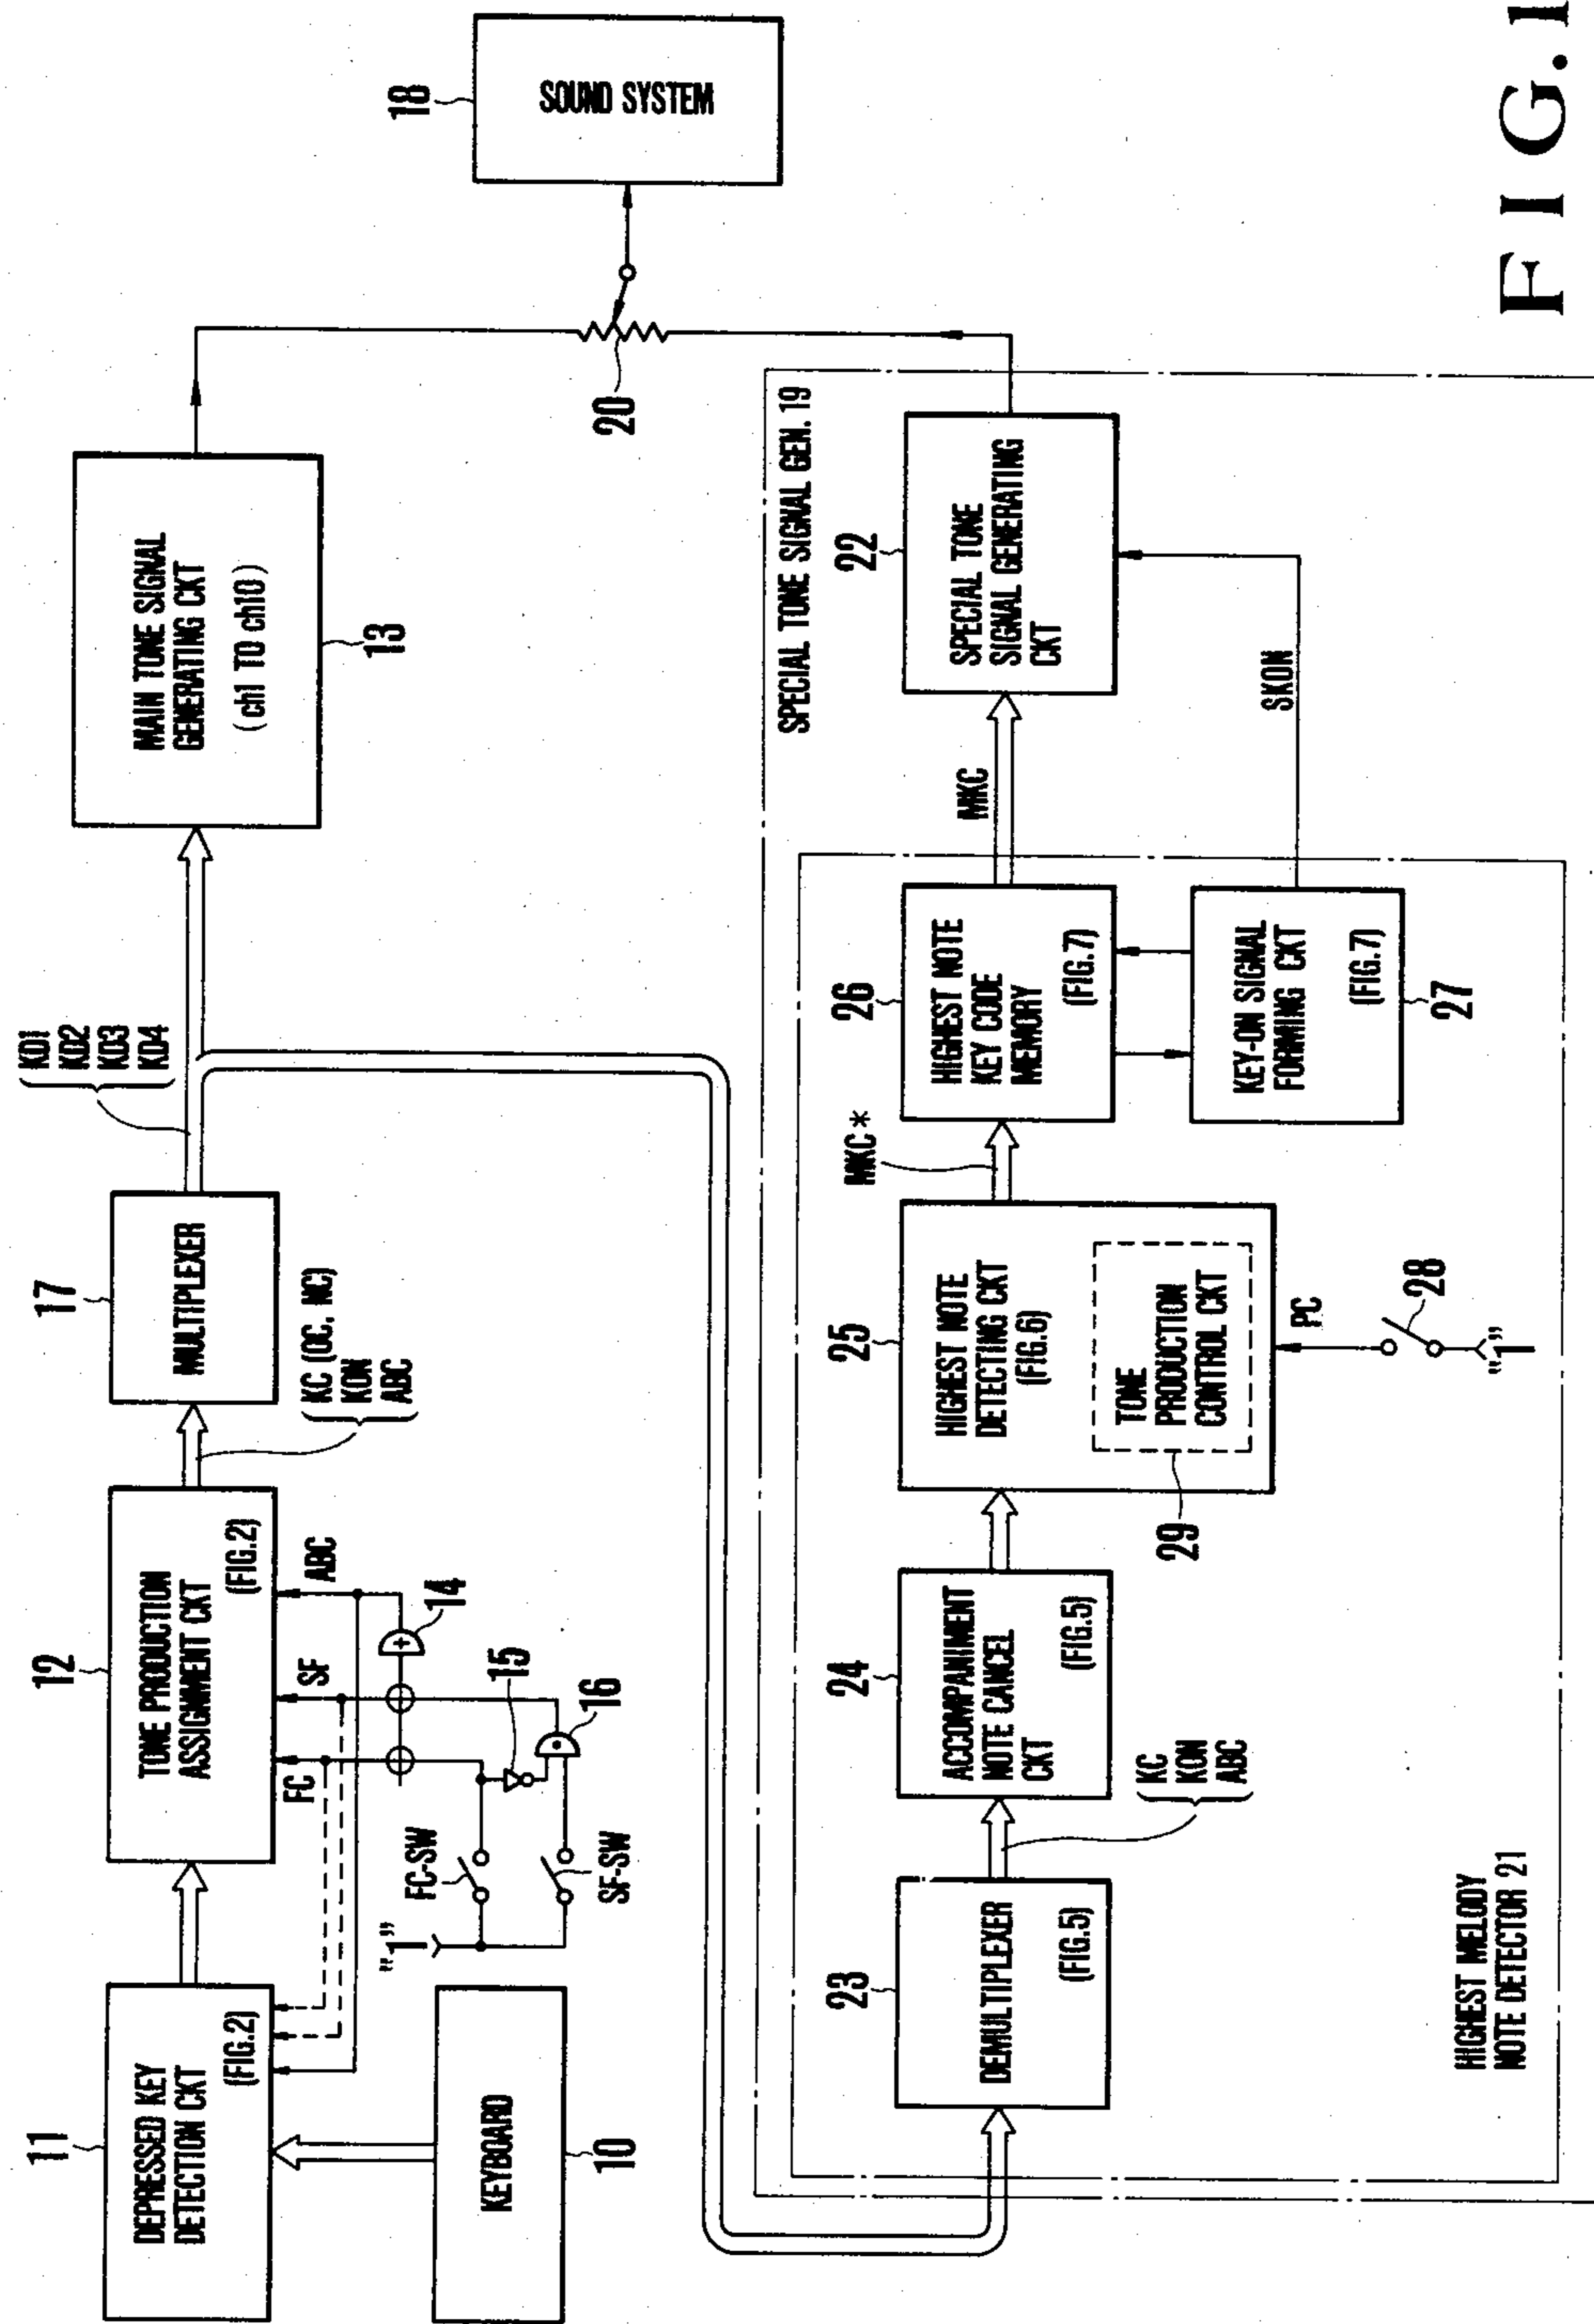 11
DEPRESSED KEY
DETECTION CKT
(FIG.2)
KEYBOARD
10
12
TONE PRODUCTION
ASSIGNMENT CKT
(FIG.2)
FC
SF
ABC
14
15
16
FC-SW
SF-SW
"1"
17
MULTIPLEXER
KC (OC, NC)
KON
ABC
KD1
KD2
KD3
KD4
MAIN TONE SIGNAL
GENERATING CKT
(ch1 TO ch10)
13
18
SOUND SYSTEM
20
SPECIAL TONE SIGNAL GEN. 19
23
DEMULTIPLEXER
(FIG.5)
KC
KON
ABC
24
ACCOMPANIMENT
NOTE CANCEL
CKT
(FIG.5)
25
HIGHEST NOTE
DETECTING CKT
(FIG.6)
TONE
PRODUCTION
CONTROL CKT
29
PC
28
"1"
MKC*
26
HIGHEST NOTE
KEY CODE
MEMORY
(FIG.7)
KEY-ON SIGNAL
FORMING CKT
(FIG.7)
27
MKC
SKON
22
SPECIAL TONE
SIGNAL GENERATING
CKT
HIGHEST MELODY
NOTE DETECTOR 21
FIG.1